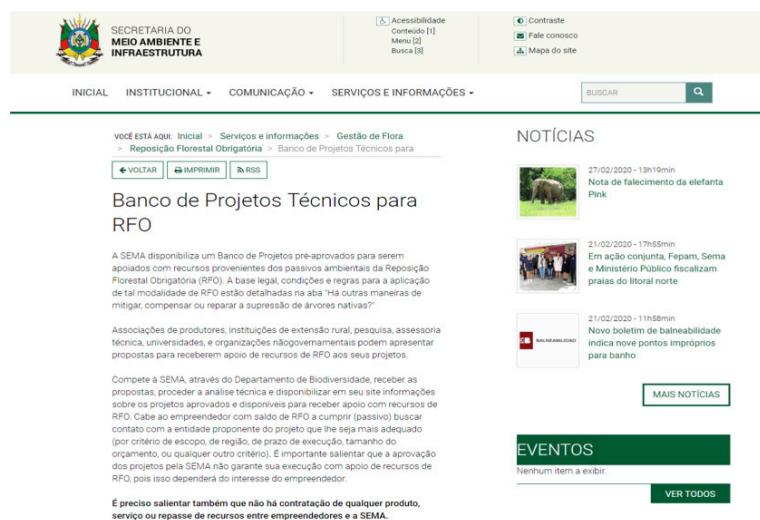 SECRETARIA DO
MEIO AMBIENTE E
INFRAESTRUTURA
Acessibilidade
Conteúdo [1]
Menu [2]
Busca [3]
Contraste
Fale conosco
Mapa do site
INICIAL INSTITUCIONAL COMUNICAÇÃO SERVIÇOS E INFORMAÇÕES
BUSCAR
VOCÊ ESTÁ AQUI: Inicial > Serviços e informações > Gestão de Flora
> Reposição Florestal Obrigatória > Banco de Projetos Técnicos para
VOLTAR IMPRIMIR RSS
Banco de Projetos Técnicos para
RFO
A SEMA disponibiliza um Banco de Projetos pré-aprovados para serem
apoiados com recursos provenientes dos passivos ambientais da Reposição
Florestal Obrigatória (RFO). A base legal, condições e regras para a aplicação
de tal modalidade de RFO estão detalhadas na aba "Há outras maneiras de
mitigar, compensar ou reparar a supressão de árvores nativas?"
Associações de produtores, instituições de extensão rural, pesquisa, assessoria
técnica, universidades, e organizações nãogovernamentais podem apresentar
propostas para receberem apoio de recursos de RFO aos seus projetos.
Compete à SEMA, através do Departamento de Biodiversidade, receber as
propostas, proceder a análise técnica e disponibilizar em seu site informações
sobre os projetos aprovados e disponíveis para receber apoio com recursos de
RFO. Cabe ao empreendedor com saldo de RFO a cumprir (passivo) buscar
contato com a entidade proponente do projeto que lhe seja mais adequado
(por critério de escopo, de região, de prazo de execução, tamanho do
orçamento, ou qualquer outro critério). É importante salientar que a aprovação
dos projetos pela SEMA não garante sua execução com apoio de recursos de
RFO, pois isso dependerá do interesse do empreendedor.
É preciso salientar também que não há contratação de qualquer produto,
serviço ou repasse de recursos entre empreendedores e a SEMA.
NOTÍCIAS
27/02/2020 - 13h19min
Nota de falecimento da elefanta
Pink
21/02/2020 - 17h55min
Em ação conjunta, Fepam, Sema
e Ministério Público fiscalizam
praias do litoral norte
BALNEABILIDAD
21/02/2020 - 11h58min
Novo boletim de balneabilidade
indica nove pontos impróprios
para banho
MAIS NOTÍCIAS
EVENTOS
Nenhum item a exibir.
VER TODOS